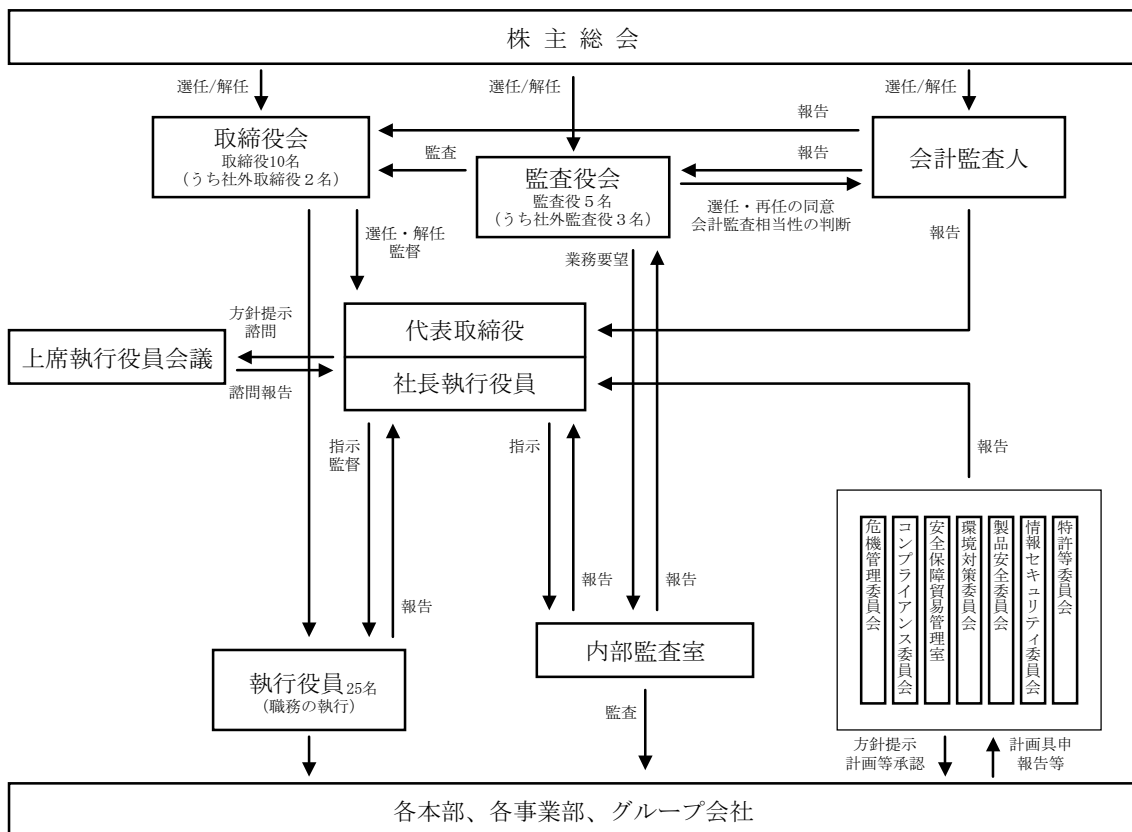 株主総会
選任/解任
選任/解任
選任/解任
取締役会
取締役10名
（うち社外取締役２名）
報告
監査
監査役会
監査役５名
（うち社外監査役３名）
報告
会計監査人
選任・再任の同意
会計監査相当性の判断
選任・解任
監督
業務要望
報告
方針提示
諮問
上席執行役員会議
諮問報告
代表取締役
社長執行役員
指示
監督
指示
報告
報告
報告
報告
危機管理委員会
コンプライアンス委員会
安全保障貿易管理室
環境対策委員会
製品安全委員会
情報セキュリティ委員会
特許等委員会
執行役員25名
（職務の執行）
内部監査室
監査
方針提示
計画等承認
計画具申
報告等
各本部、各事業部、グループ会社